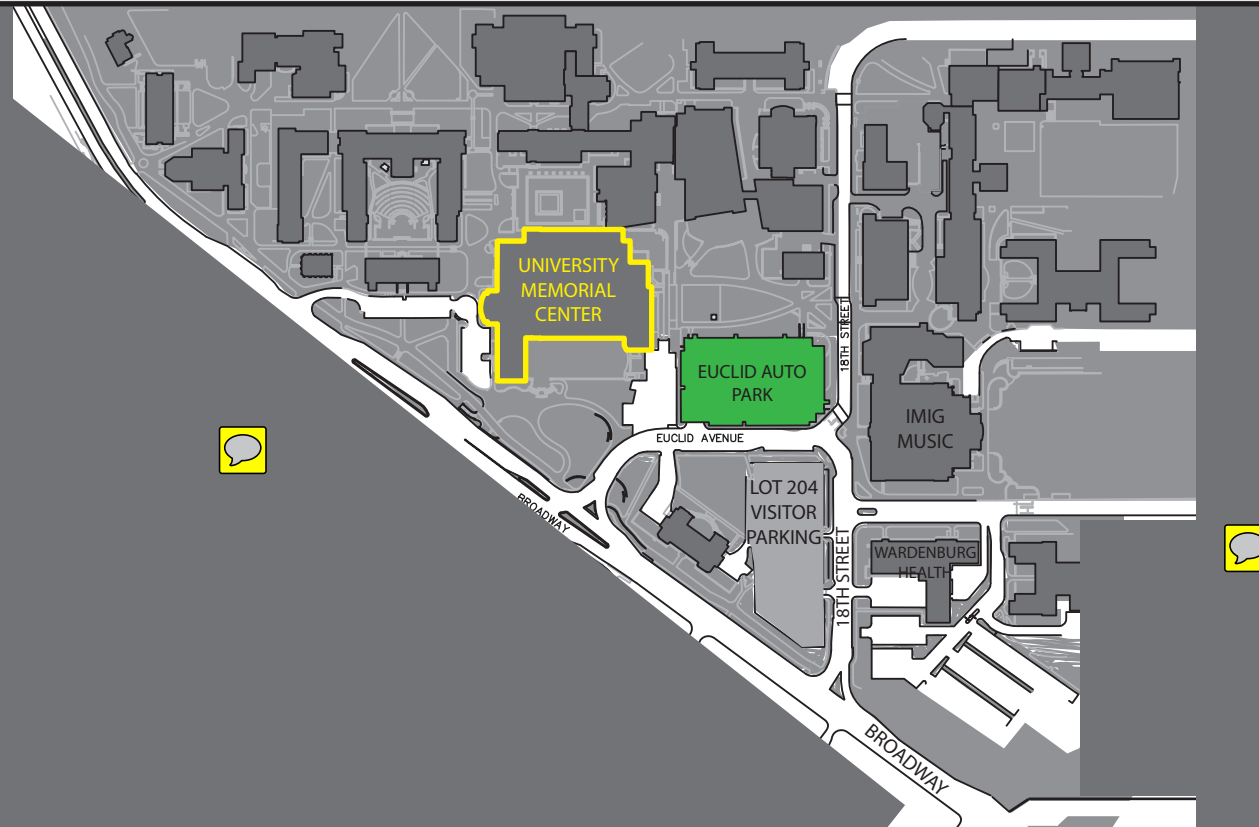 UNIVERSITY
MEMORIAL
CENTER
18TH STREET
EUCLID AUTO
PARK
IMIG
MUSIC
EUCLID AVENUE
LOT 204
VISITOR
PARKING
BROADWAY
18TH STREET
WARDENBURG
HEALTH
BROADWAY